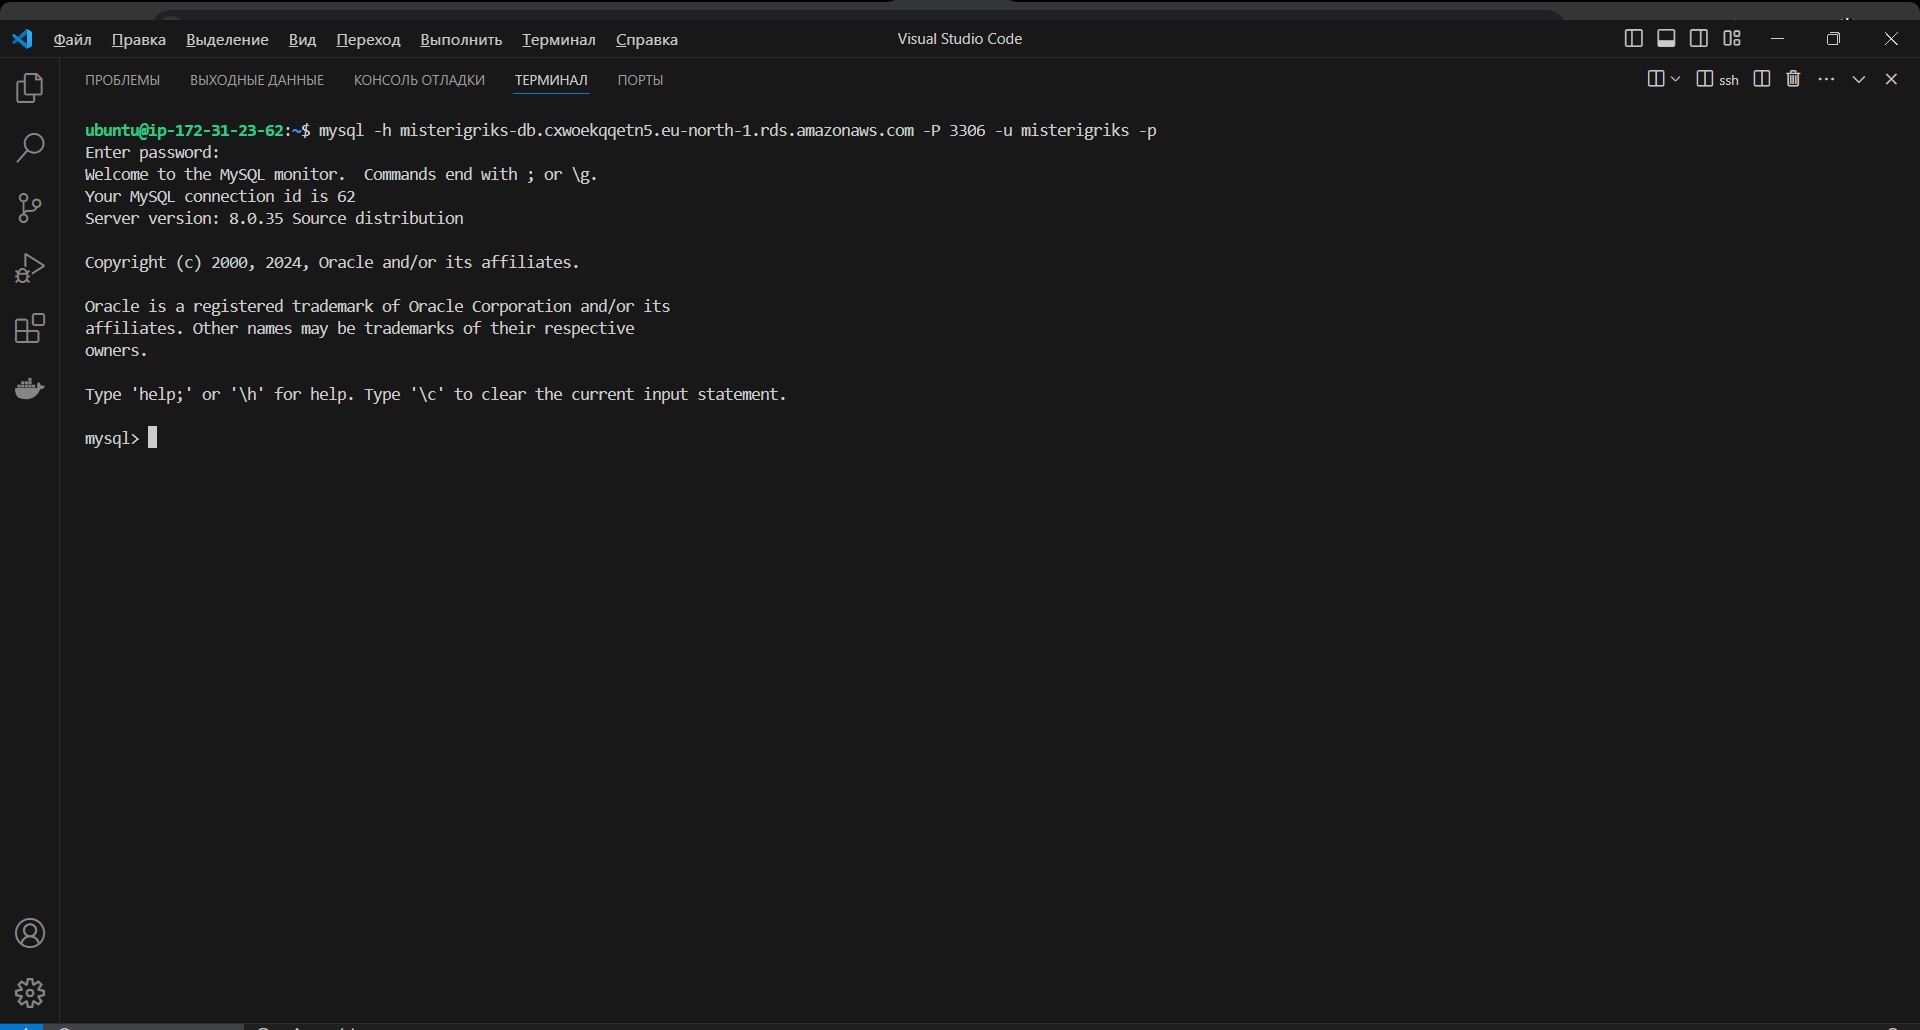 Файл Правка Выделение Вид Переход Выполнить Терминал Справка Visual Studio Code
ПРОБЛЕМЫ ВЫХОДНЫЕ ДАННЫЕ КОНСОЛЬ ОТЛАДКИ ТЕРМИНАЛ ПОРТЫ ssh
ubuntu@ip-172-31-23-62:~$ mysql -h misterigriks-db.cxwoekqqetn5.eu-north-1.rds.amazonaws.com -P 3306 -u misterigriks -p
Enter password:
Welcome to the MySQL monitor.  Commands end with ; or \g.
Your MySQL connection id is 62
Server version: 8.0.35 Source distribution
Copyright (c) 2000, 2024, Oracle and/or its affiliates.
Oracle is a registered trademark of Oracle Corporation and/or its
affiliates. Other names may be trademarks of their respective
owners.
Type 'help;' or '\h' for help. Type '\c' to clear the current input statement.
mysql>